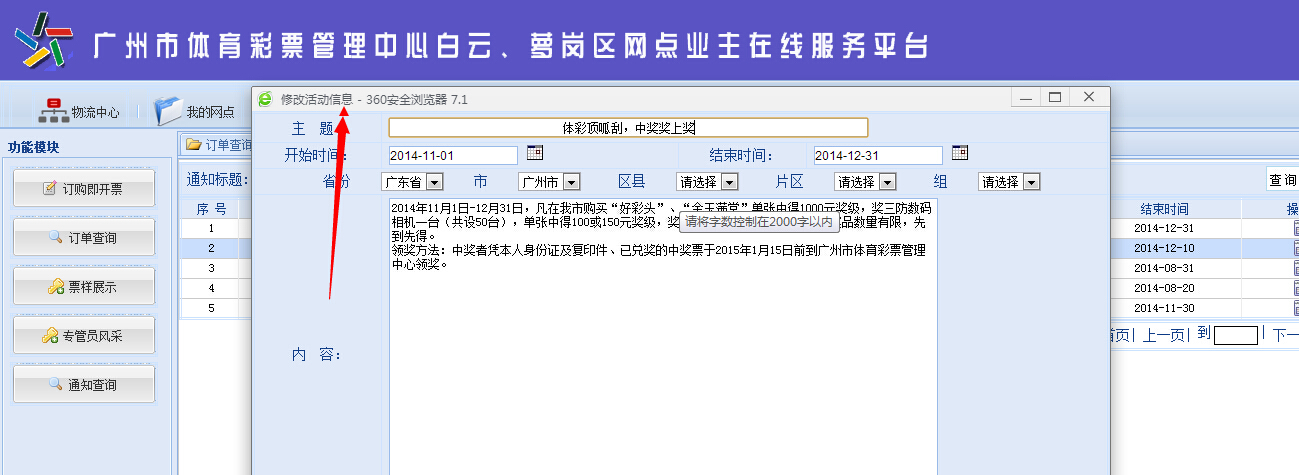 广州市体育彩票管理中心白云、萝岗区网点业主在线服务平台
物流中心
我的网点
修改活动信息 - 360安全浏览器 7.1
功能模块
订购即开票
订单查询
票样展示
专管员风采
通知查询
订单查询
通知标题:
查询
序 号
1
2
3
4
5
主 题
体彩顶呱刮，中奖奖上奖
开始时间:
2014-11-01
结束时间:
2014-12-31
省份
广东省
市
广州市
区县
请选择
片区
请选择
组
请选择
内 容:
2014年11月1日-12月31日，凡在我市购买“好彩头”、“金玉满堂”单张中得1000元奖级，奖三防数码
相机一台（共设50台），单张中得100或150元奖级，奖
品数量有限，先
到先得。
领奖方法：中奖者凭本人身份证及复印件、已兑奖的中奖票于2015年1月15日前到广州市体育彩票管理
中心领奖。
请将字数控制在2000字以内
结束时间
2014-12-31
2014-12-10
2014-08-31
2014-08-20
2014-11-30
首页| 上一页| 到
| 下一